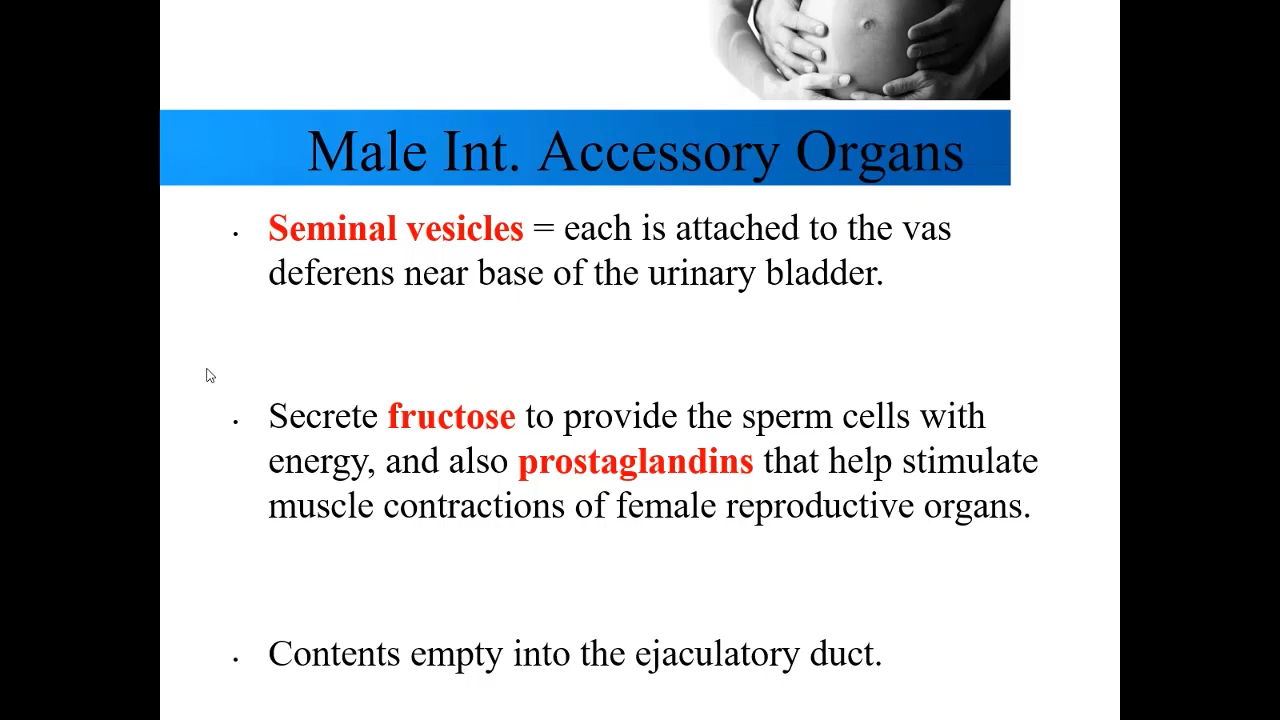 Male Int. Accessory Organs
• Seminal vesicles = each is attached to the vas
deferens near base of the urinary bladder.
• Secrete fructose to provide the sperm cells with
energy, and also prostaglandins that help stimulate
muscle contractions of female reproductive organs.
• Contents empty into the ejaculatory duct.